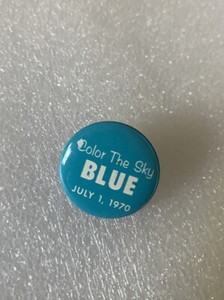 Color The Sky
BLUE
JULY 1, 1970